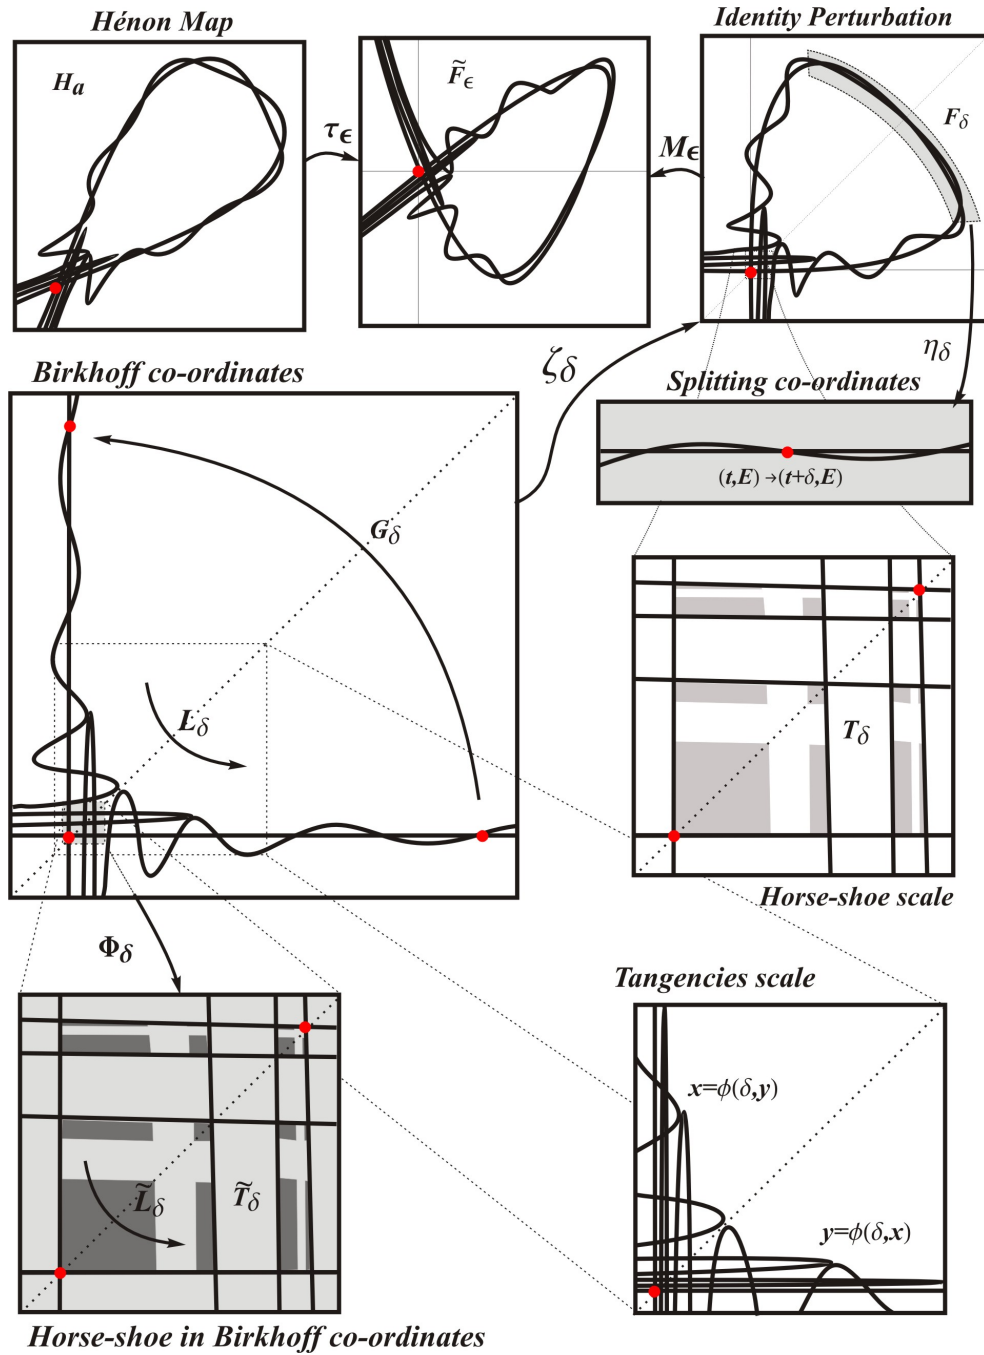 Hénon Map
Identity Perturbation
Hₐ
τ_ϵ
F̃_ϵ
M_ϵ
F_δ
Birkhoff co-ordinates
ζ_δ
η_δ
Splitting co-ordinates
(t,E)→(t+δ,E)
G_δ
L_δ
T_δ
Horse-shoe scale
Φ_δ
Tangencies scale
x=ϕ(δ,y)
L̃_δ
T̃_δ
y=ϕ(δ,x)
Horse-shoe in Birkhoff co-ordinates